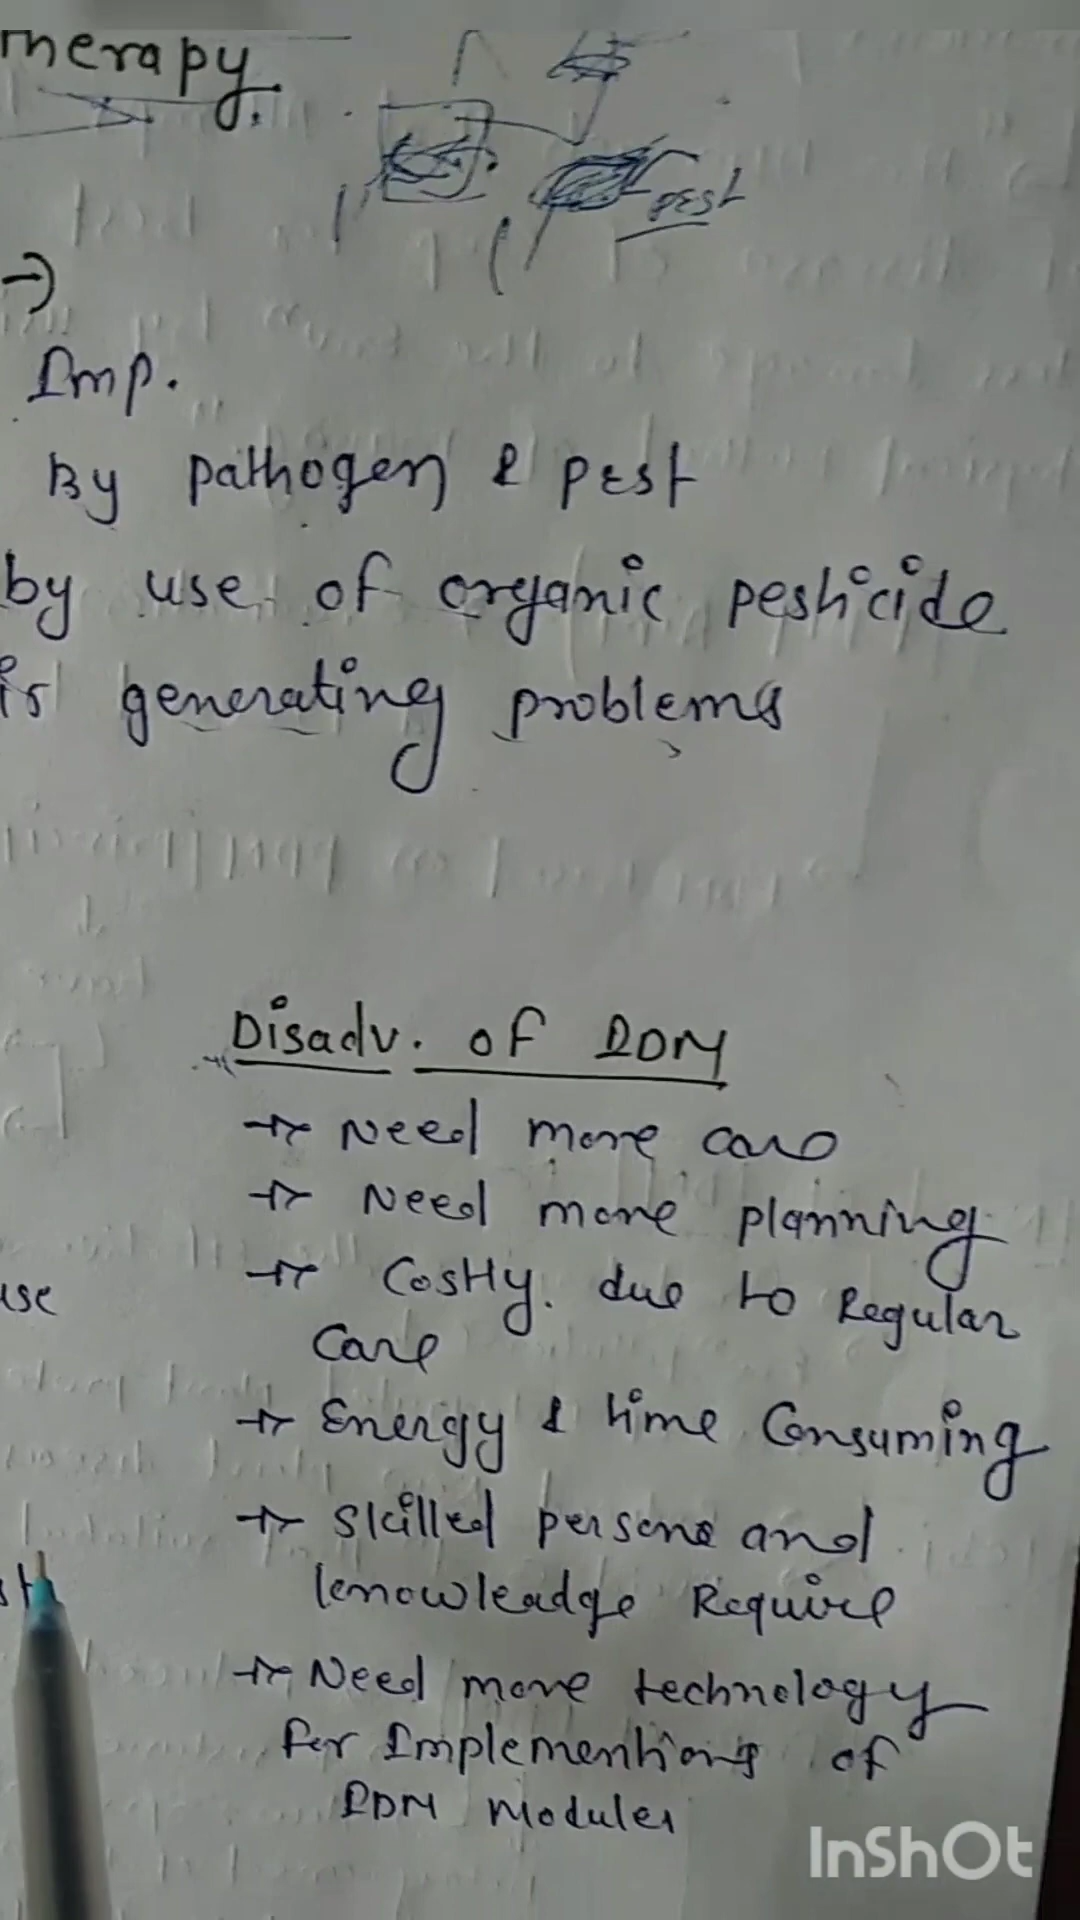 Therapy.
pest
Imp.
By pathogen & pest
by use of organic pesticide
is generating problems
Disadv. of IDM
→ Need more care
→ Need more planning
→ Costly. due to Regular
Care
use
→ Energy & time Consuming
→ Skilled persons and
knowleadge Require
→ Need more technology
for Implementions of
IDM Modules
InShOt